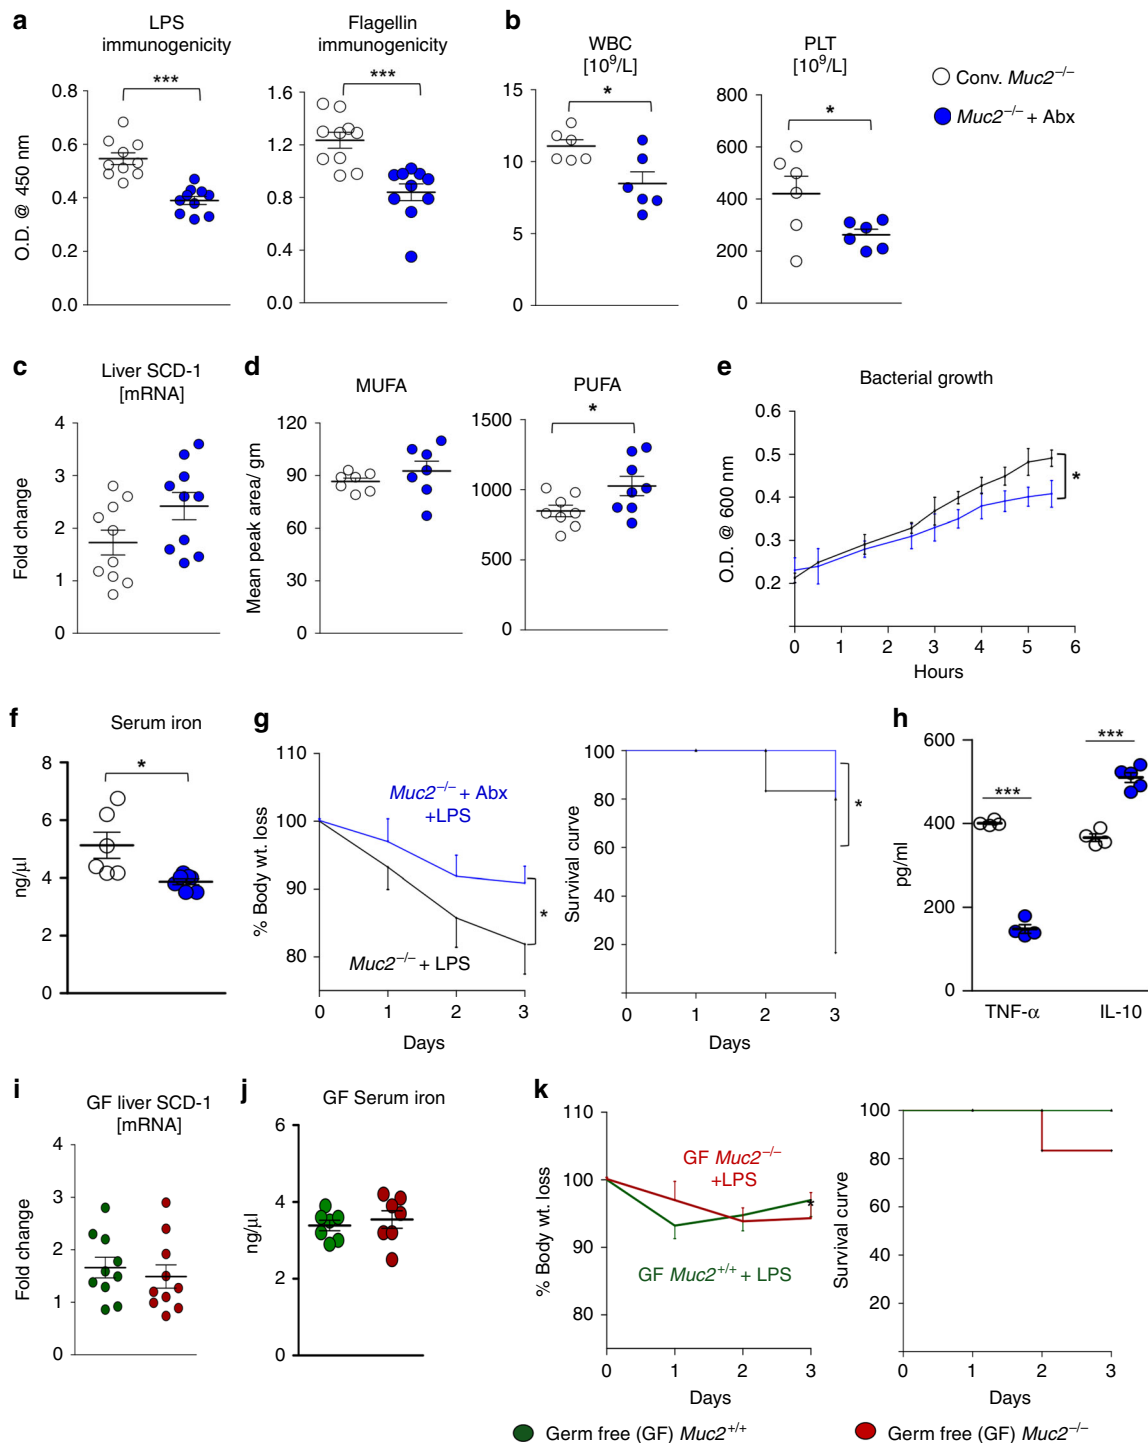 a
LPS
immunogenicity
Flagellin
immunogenicity
***
***
O.D. @ 450 nm
0.8
0.6
0.4
0.2
0.0
1.6
1.2
0.8
0.4
0.0
b
WBC
[10⁹/L]
PLT
[10⁹/L]
*
*
15
10
5
0
800
600
400
200
0
Conv. Muc2⁻/⁻
Muc2⁻/⁻ + Abx
c
Liver SCD-1
[mRNA]
Fold change
4
3
2
1
0
d
MUFA
PUFA
*
Mean peak area/ gm
120
90
60
30
0
1500
1000
500
0
e
Bacterial growth
O.D. @ 600 nm
0.6
0.5
0.4
0.3
0.2
*
0 1 2 3 4 5 6
Hours
f
Serum iron
*
ng/μl
8
6
4
2
0
g
% Body wt. loss
110
100
90
80
Muc2⁻/⁻ + Abx
+LPS
Muc2⁻/⁻ + LPS
*
0 1 2 3
Days
Survival curve
100
80
60
40
20
*
0 1 2 3
Days
h
pg/ml
600
400
200
0
***
***
TNF-α IL-10
i
GF liver SCD-1
[mRNA]
Fold change
4
3
2
1
0
j
GF Serum iron
ng/μl
6
4
2
0
k
% Body wt. loss
110
100
90
80
GF Muc2⁻/⁻
+LPS
GF Muc2⁺/⁺ + LPS
*
0 1 2 3
Days
Survival curve
100
80
60
40
20
0 1 2 3
Days
Germ free (GF) Muc2⁺/⁺
Germ free (GF) Muc2⁻/⁻